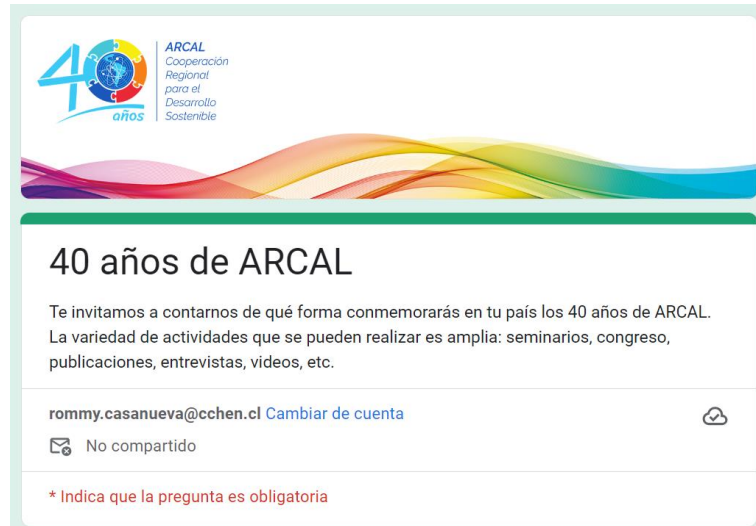 40
años
ARCAL
Cooperación
Regional
para el
Desarrollo
Sostenible
40 años de ARCAL
Te invitamos a contarnos de qué forma conmemorarás en tu país los 40 años de ARCAL.
La variedad de actividades que se pueden realizar es amplia: seminarios, congreso,
publicaciones, entrevistas, videos, etc.
rommy.casanueva@cchen.cl Cambiar de cuenta
No compartido
* Indica que la pregunta es obligatoria